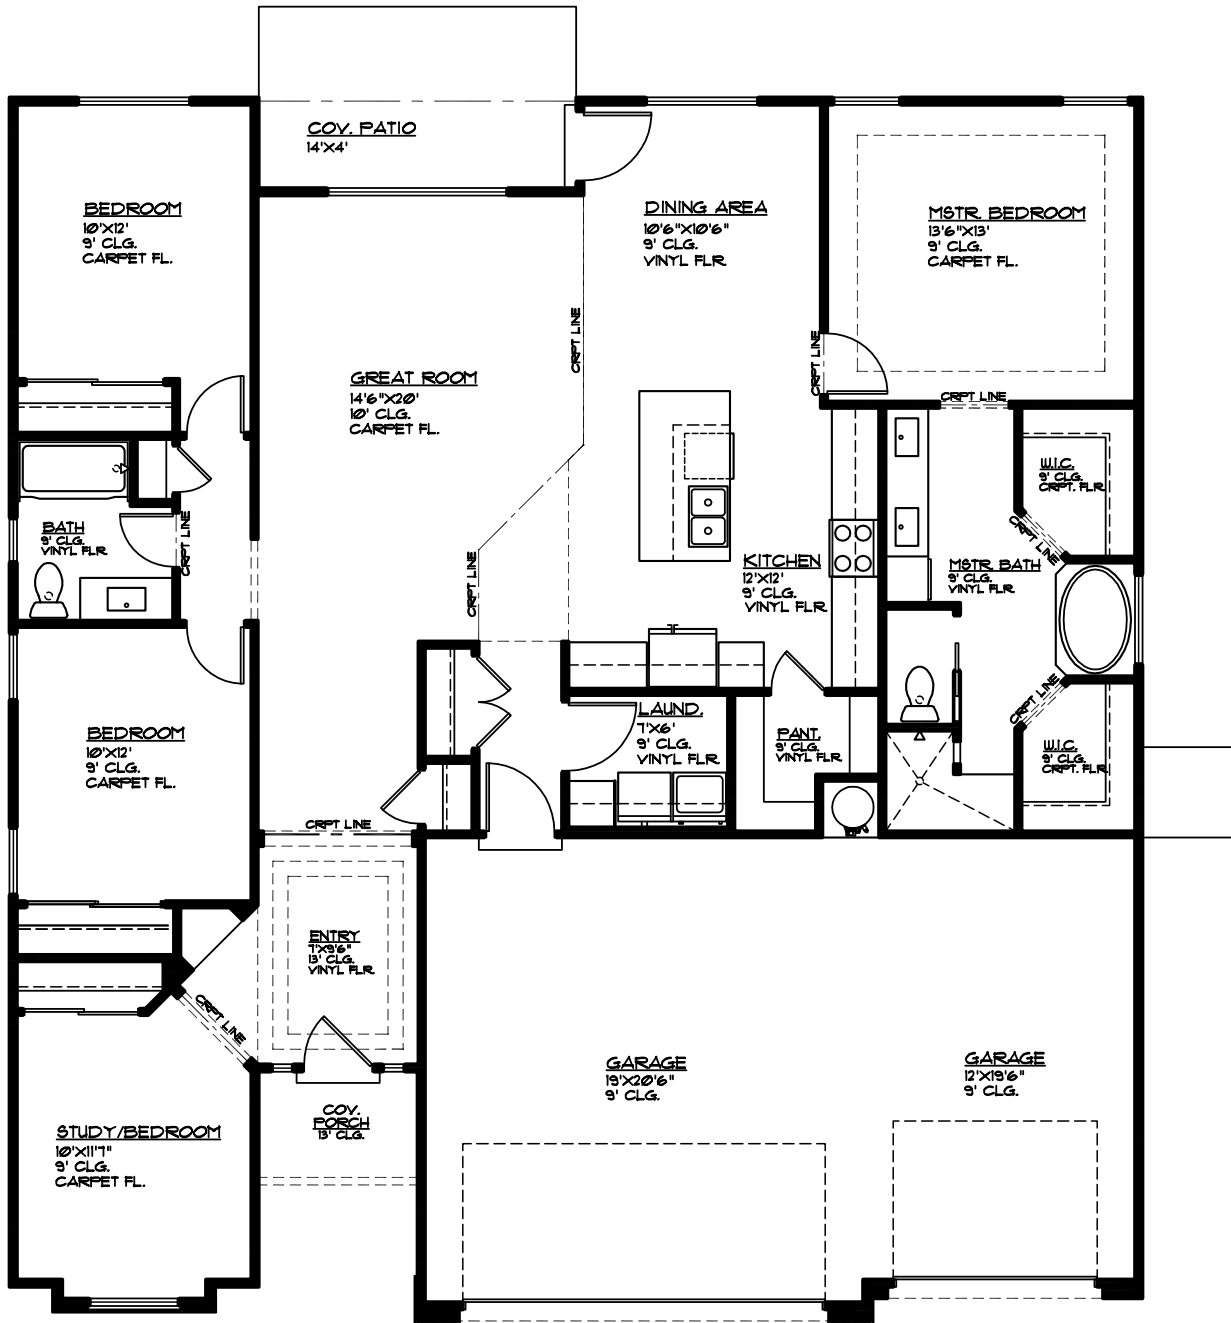 COV. PATIO
14'X4'
BEDROOM
10'X12'
9' CLG.
CARPET FL.
DINING AREA
10'6"X10'6"
9' CLG.
VINYL FLR.
MSTR. BEDROOM
13'6"X13'
9' CLG.
CARPET FL.
CRPT LINE
CRPT LINE
GREAT ROOM
14'6"X20'
10' CLG.
CARPET FL.
CRPT LINE
W.I.C.
9' CLG.
CRPT. FLR.
CRPT LINE
BATH
9' CLG.
VINYL FLR.
CRPT LINE
CRPT LINE
KITCHEN
12'X12'
9' CLG.
VINYL FLR.
MSTR. BATH
9' CLG.
VINYL FLR.
BEDROOM
10'X12'
9' CLG.
CARPET FL.
LAUND.
7'X6'
9' CLG.
VINYL FLR.
PANT.
9' CLG.
VINYL FLR.
CRPT LINE
W.I.C.
9' CLG.
CRPT. FLR.
CRPT LINE
ENTRY
7'X9'6"
13' CLG.
VINYL FLR.
CRPT LINE
COV.
PORCH
13' CLG.
STUDY/BEDROOM
10'X11'7"
9' CLG.
CARPET FL.
GARAGE
19'X20'6"
9' CLG.
GARAGE
12'X19'6"
9' CLG.